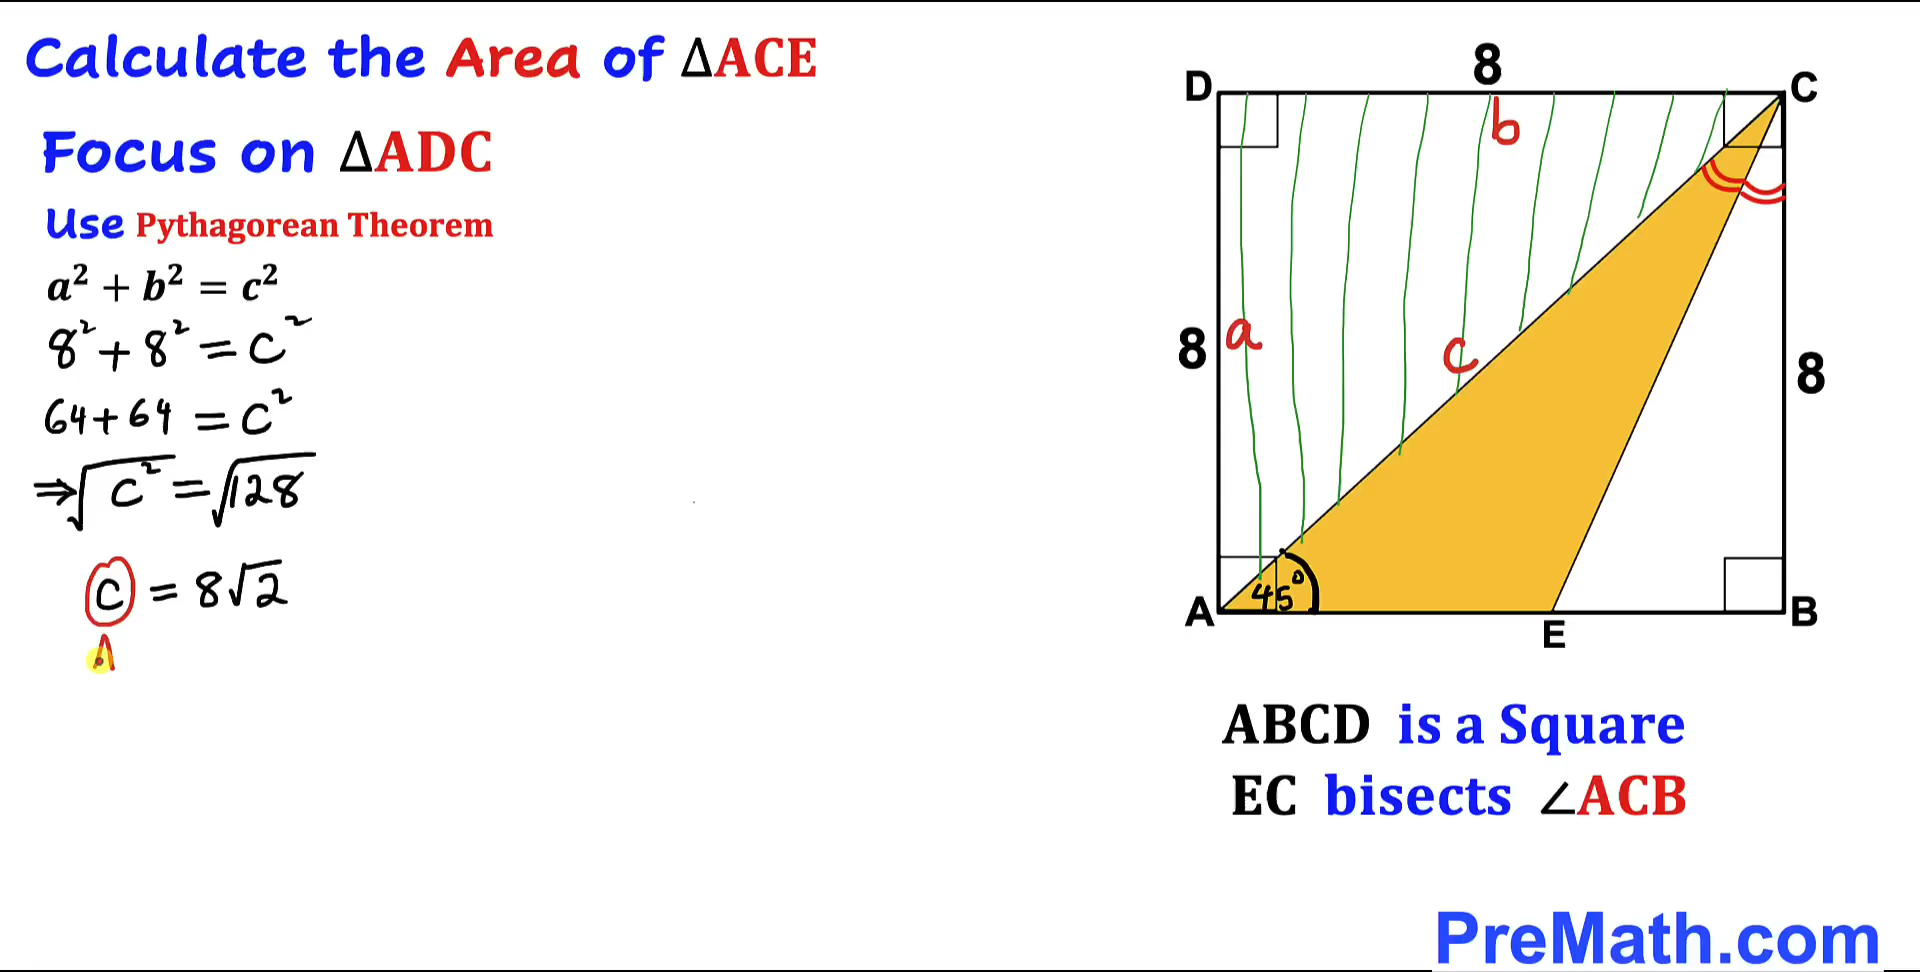 Calculate the Area of ΔACE
Focus on ΔADC
Use Pythagorean Theorem
a² + b² = c²
8² + 8² = c²
64 + 64 = c²
⇒ √c² = √128
c = 8√2
A
8
D
C
b
8
a
c
8
45°
A
B
E
ABCD is a Square
EC bisects ∠ACB
PreMath.com